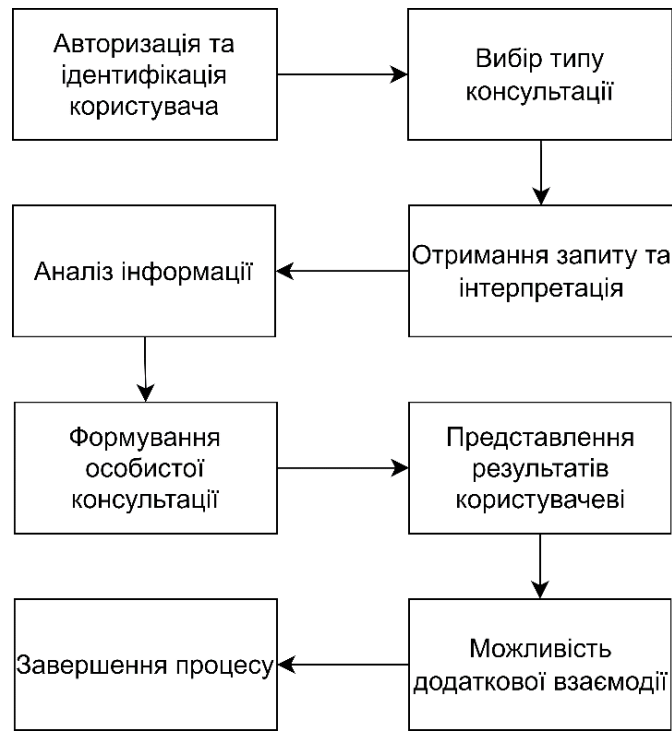 Авторизація та
ідентифікація
користувача
Вибір типу
консультації
Отримання запиту та
інтерпретація
Аналіз інформації
Формування
особистої
консультації
Представлення
результатів
користувачеві
Можливість
додаткової взаємодії
Завершення процесу